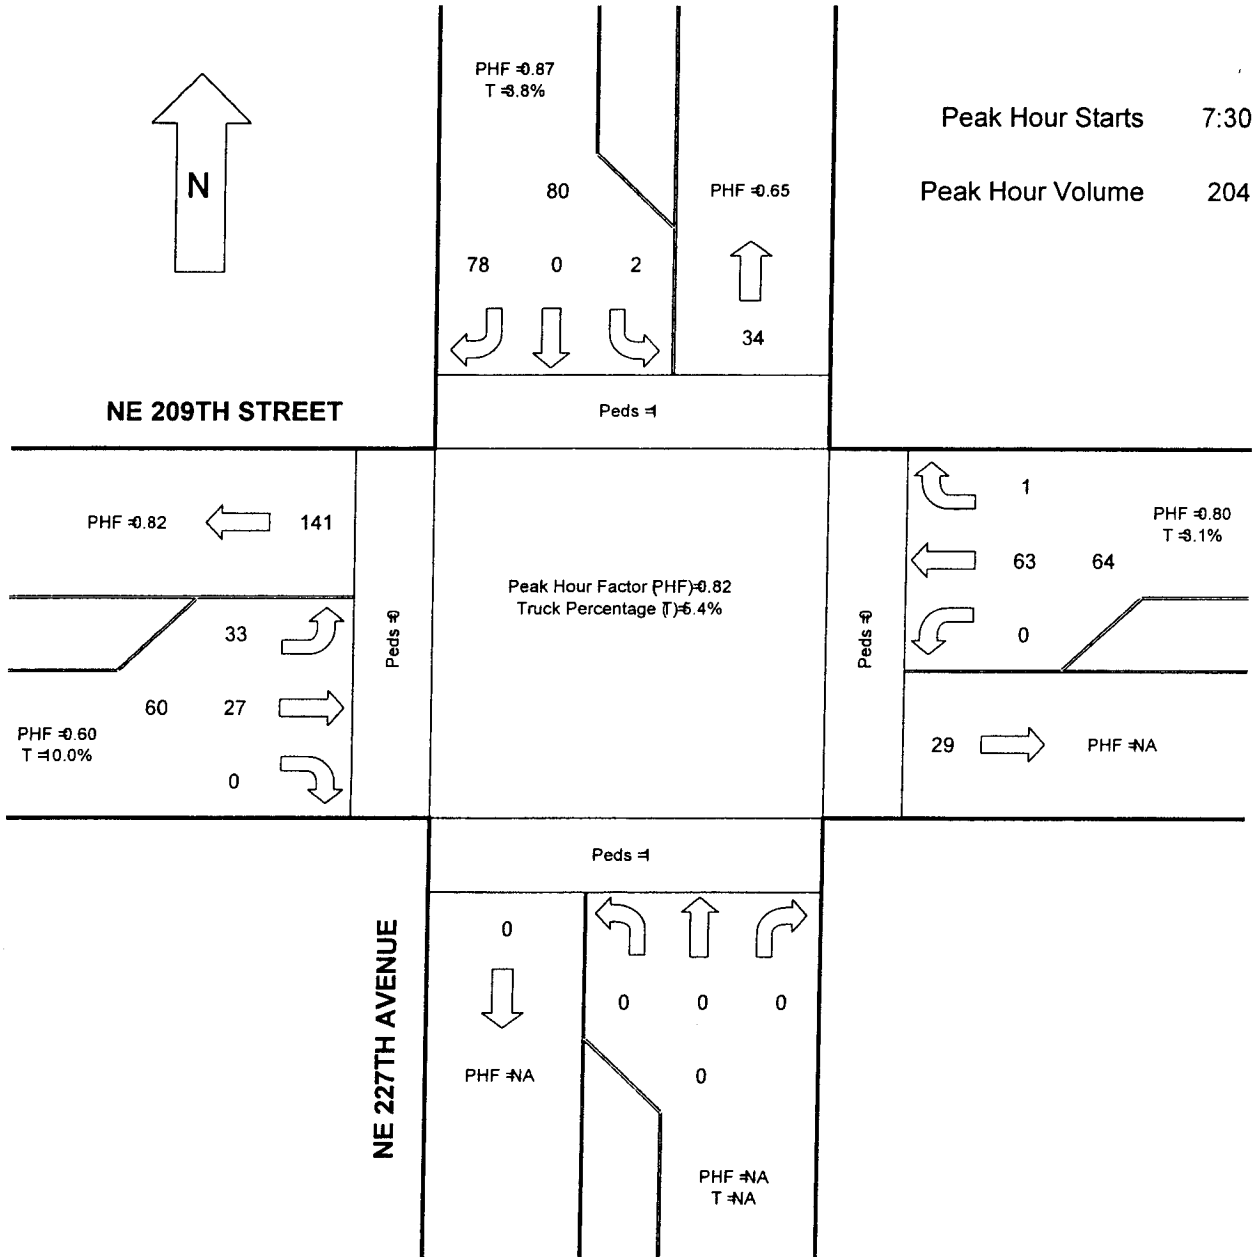 PHF =0.87
T =3.8%
Peak Hour Starts 7:30
N
80
PHF =0.65
Peak Hour Volume 204
78 0 2
34
NE 209TH STREET
Peds =1
1
PHF =0.82
141
PHF =0.80
T =3.1%
63 64
Peak Hour Factor (PHF)=0.82
Truck Percentage (T)=5.4%
33
Peds =0
Peds =0
0
60 27
PHF =0.60
T =10.0%
29
PHF =NA
0
Peds =1
0
NE 227TH AVENUE
0 0 0
PHF =NA
0
PHF =NA
T =NA